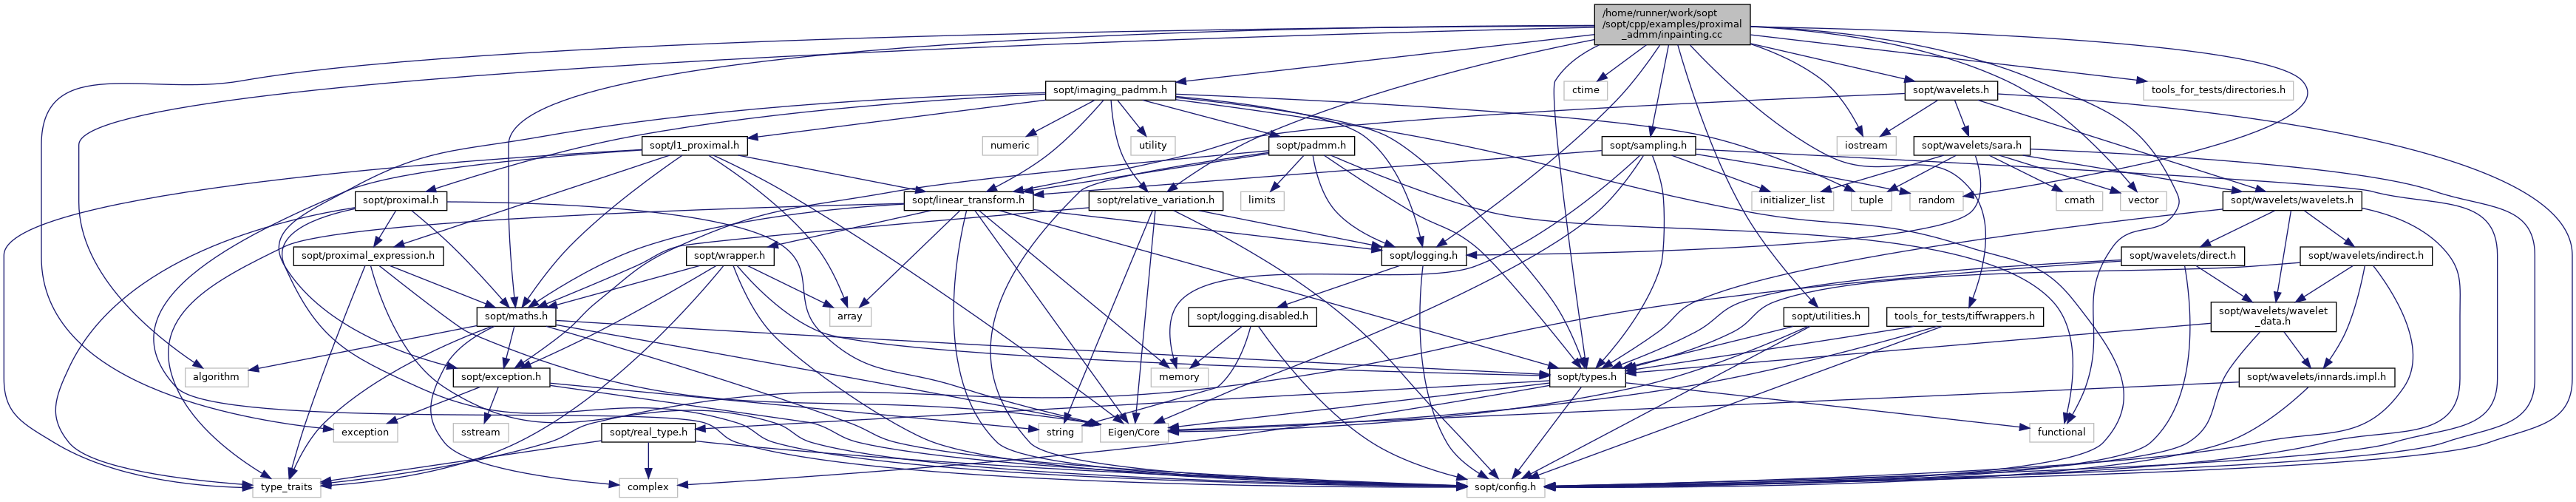 /home/runner/work/sopt
/sopt/cpp/examples/proximal
_admm/inpainting.cc
sopt/imaging_padmm.h
ctime
sopt/wavelets.h
tools_for_tests/directories.h
sopt/l1_proximal.h
numeric
utility
sopt/padmm.h
sopt/sampling.h
iostream
sopt/wavelets/sara.h
sopt/proximal.h
sopt/linear_transform.h
sopt/relative_variation.h
limits
initializer_list
tuple
random
cmath
vector
sopt/wavelets/wavelets.h
sopt/proximal_expression.h
sopt/wrapper.h
sopt/logging.h
sopt/wavelets/direct.h
sopt/wavelets/indirect.h
sopt/maths.h
array
sopt/logging.disabled.h
sopt/utilities.h
tools_for_tests/tiffwrappers.h
sopt/wavelets/wavelet
_data.h
algorithm
sopt/exception.h
memory
sopt/types.h
sopt/wavelets/innards.impl.h
exception
sstream
sopt/real_type.h
string
Eigen/Core
functional
type_traits
complex
sopt/config.h